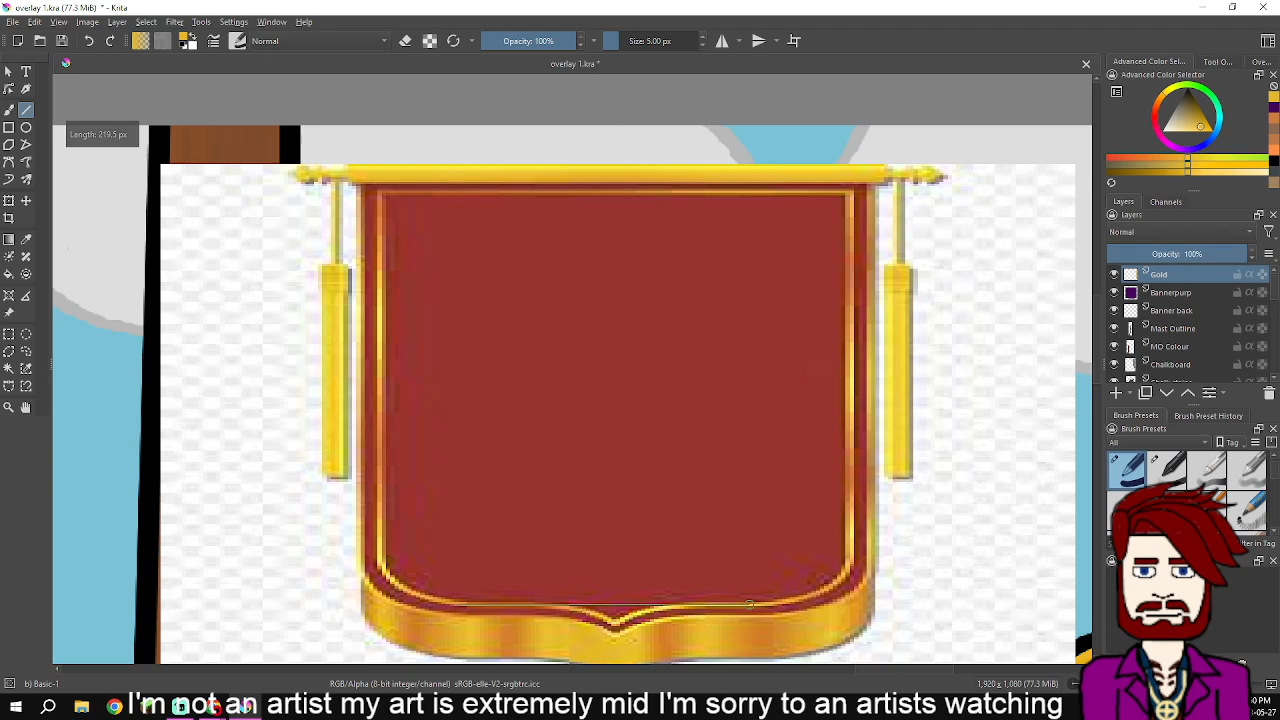 overlay 1.kra (77.3 MiB) * - Krita
File Edit View Image Layer Select Filter Tools Settings Window Help
Normal Opacity: 100% Size: 5.00 px
overlay 1.kra *
Advanced Color Sel... Tool O... Ove...
Advanced Color Selector
Length: 219.5 px
Layers Channels
Layers
Normal
Opacity: 100%
Gold
Bannerpurp
Banner back
Mast Outline
MO Colour
Chalkboard
Brush Presets Brush Preset History
Brush Presets
All Tag
b) Basic-1 RGB/Alpha (8-bit integer/channel) sRGB-elle-V2-srgbtrc.icc 1,920 x 1,080 (77.3 MiB)
I'm not an artist my art is extremely mid I'm sorry to an artists watching